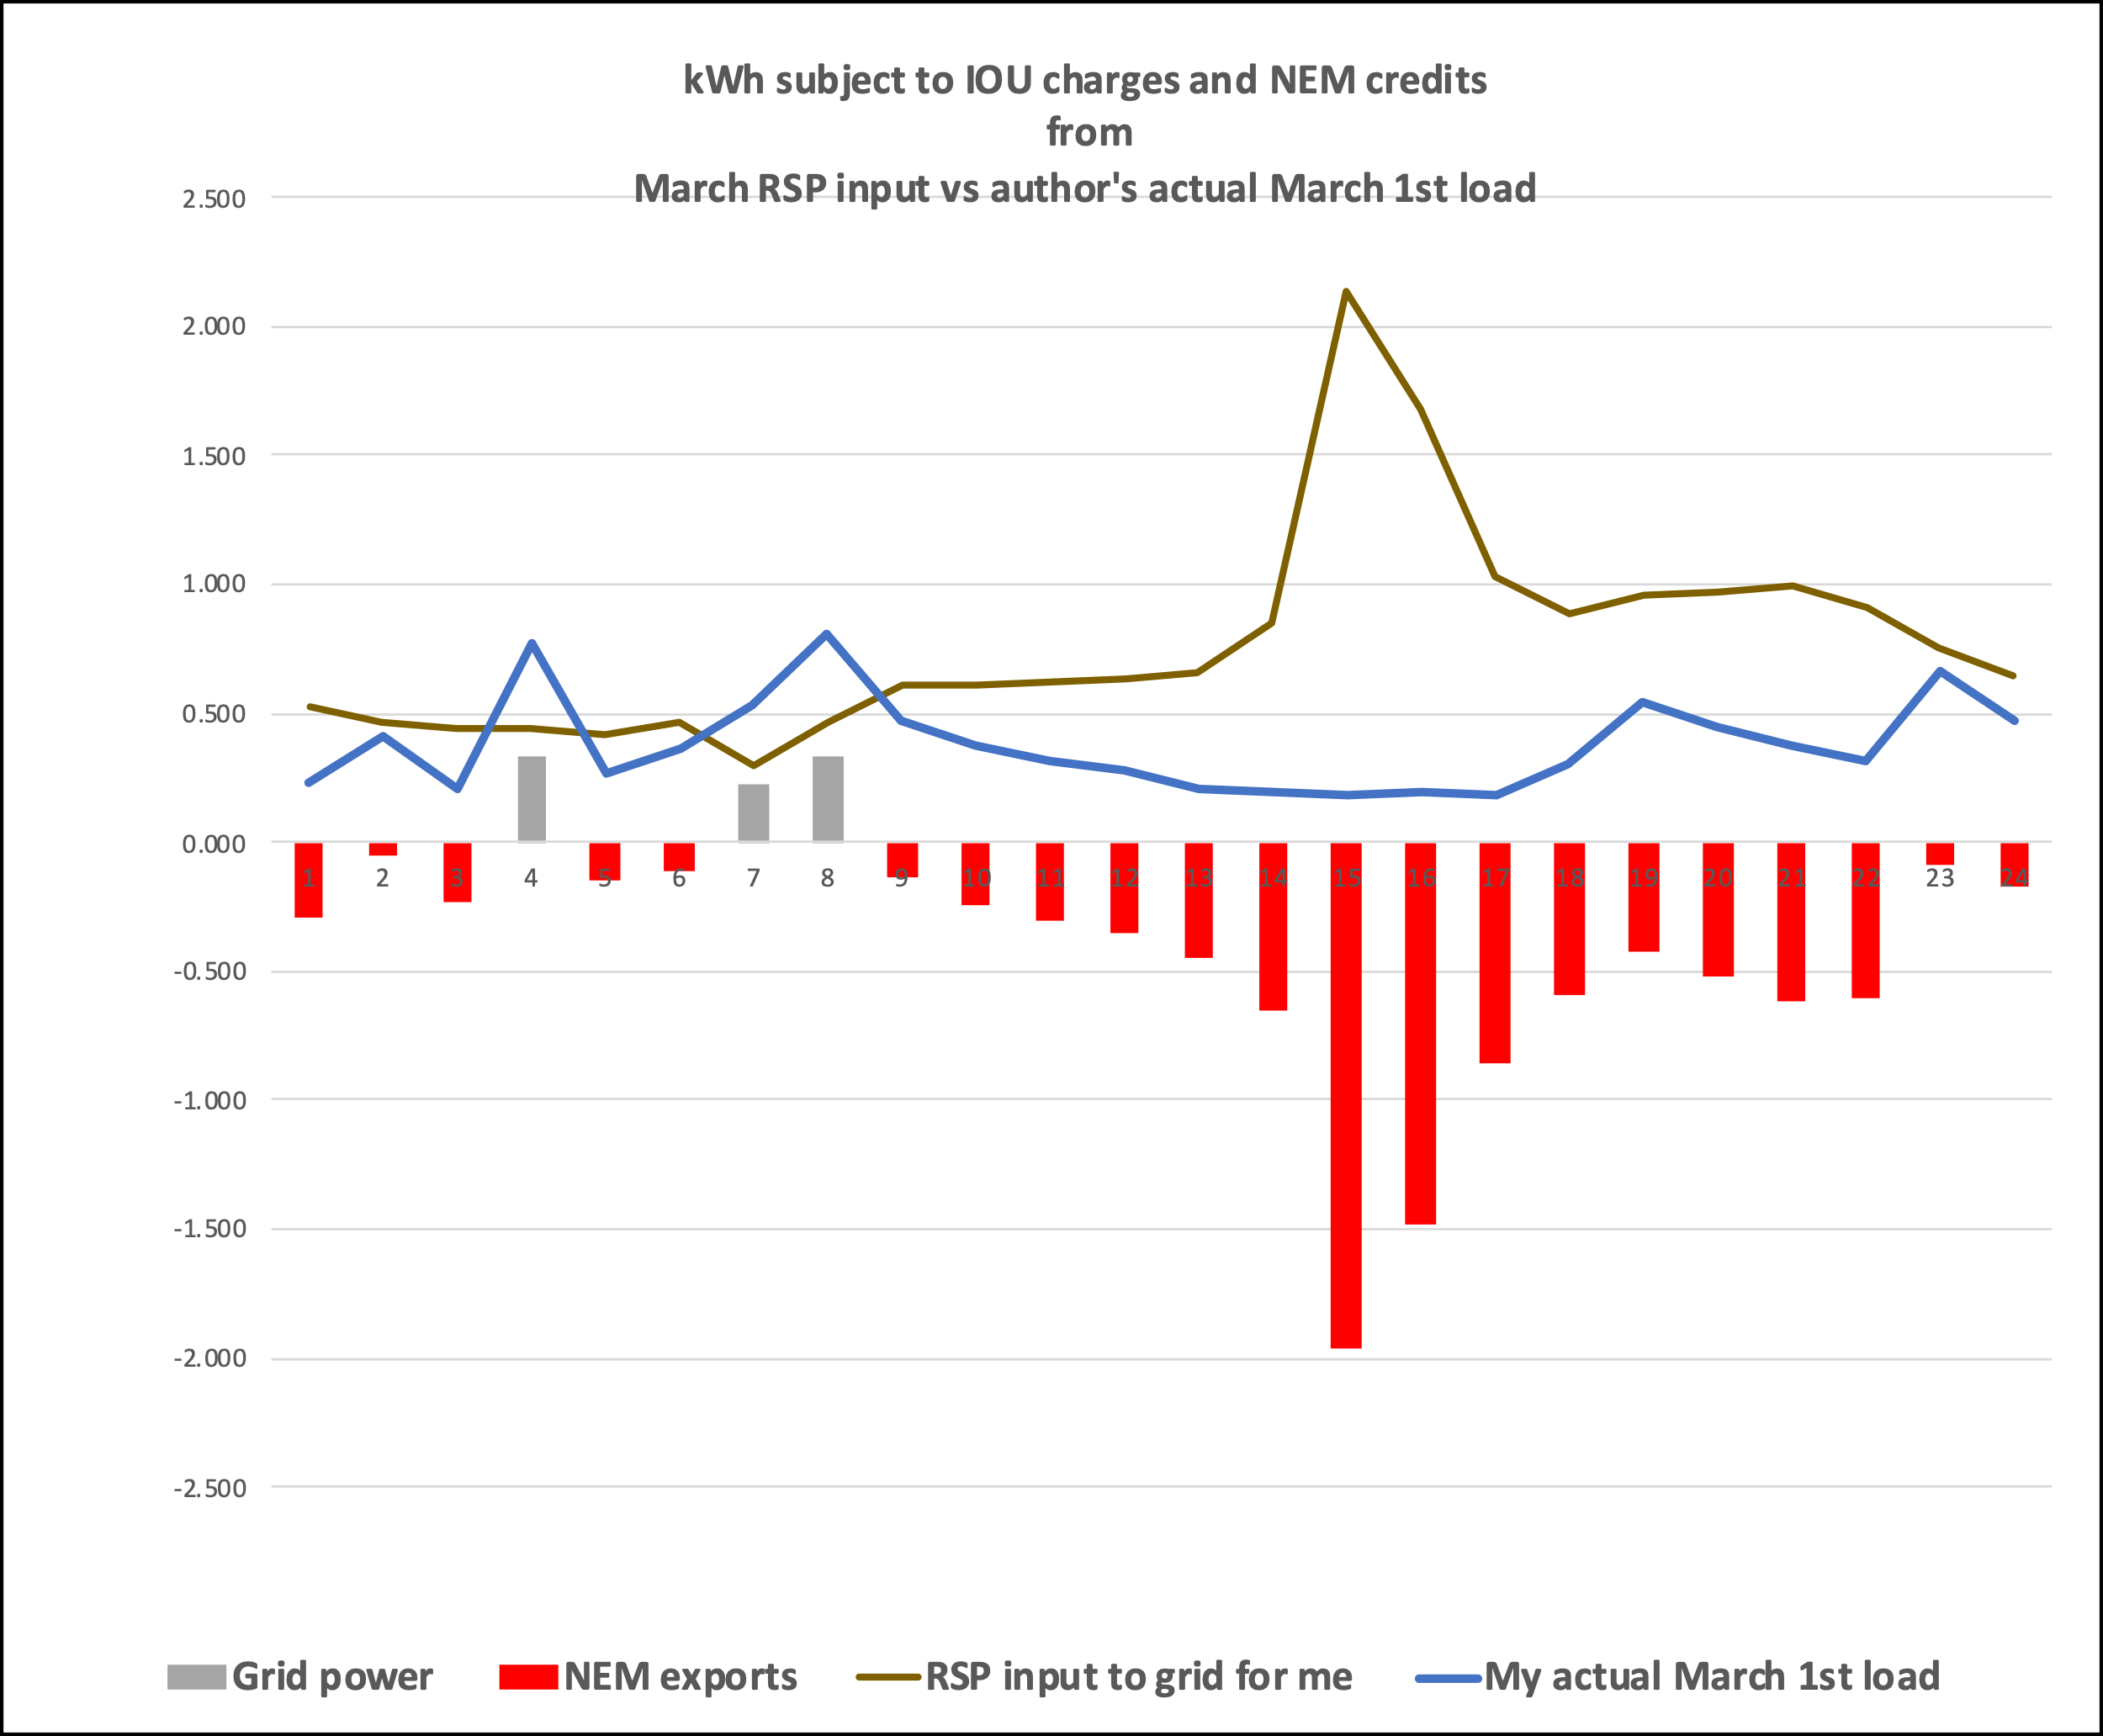 kWh subject to IOU charges and NEM credits
from
March RSP input vs author's actual March 1st load
2.500
2.000
1.500
1.000
0.500
0.000
1 2 3 4 5 6 7 8 9 10 11 12 13 14 15 16 17 18 19 20 21 22 23 24
-0.500
-1.000
-1.500
-2.000
-2.500
Grid power NEM exports RSP input to grid for me My actual March 1st load